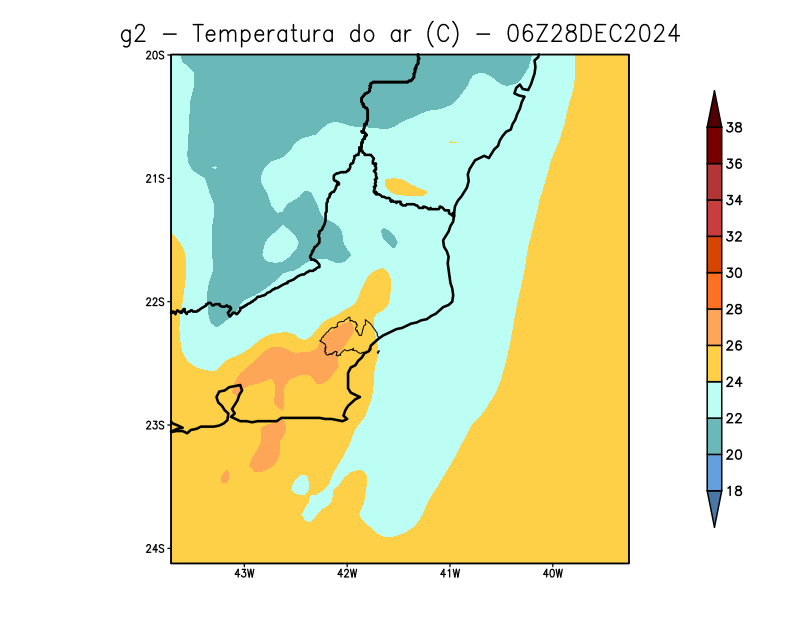 g2 – Temperatura do ar (C) – 06Z28DEC2024
20S
21S
22S
23S
24S
43W
42W
41W
40W
38
36
34
32
30
28
26
24
22
20
18